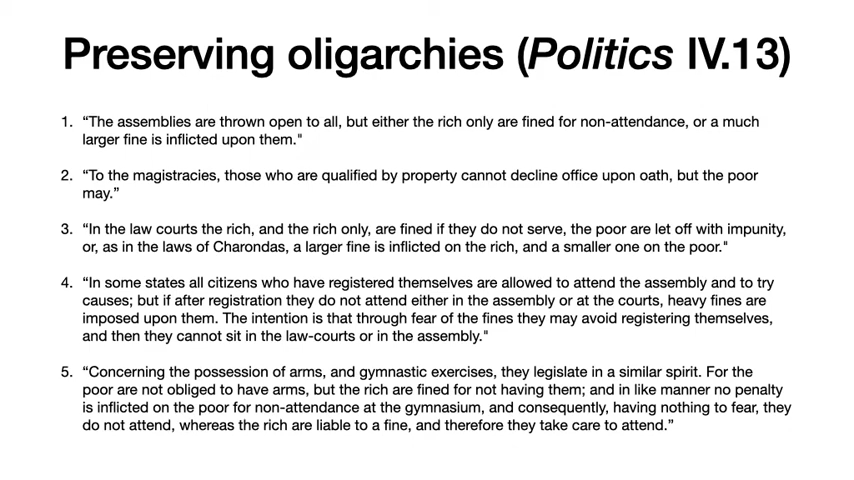 Preserving oligarchies (Politics IV.13)
1. “The assemblies are thrown open to all, but either the rich only are fined for non-attendance, or a much
larger fine is inflicted upon them."
2. “To the magistracies, those who are qualified by property cannot decline office upon oath, but the poor
may.”
3. “In the law courts the rich, and the rich only, are fined if they do not serve, the poor are let off with impunity,
or, as in the laws of Charondas, a larger fine is inflicted on the rich, and a smaller one on the poor."
4. “In some states all citizens who have registered themselves are allowed to attend the assembly and to try
causes; but if after registration they do not attend either in the assembly or at the courts, heavy fines are
imposed upon them. The intention is that through fear of the fines they may avoid registering themselves,
and then they cannot sit in the law-courts or in the assembly."
5. “Concerning the possession of arms, and gymnastic exercises, they legislate in a similar spirit. For the
poor are not obliged to have arms, but the rich are fined for not having them; and in like manner no penalty
is inflicted on the poor for non-attendance at the gymnasium, and consequently, having nothing to fear, they
do not attend, whereas the rich are liable to a fine, and therefore they take care to attend.”